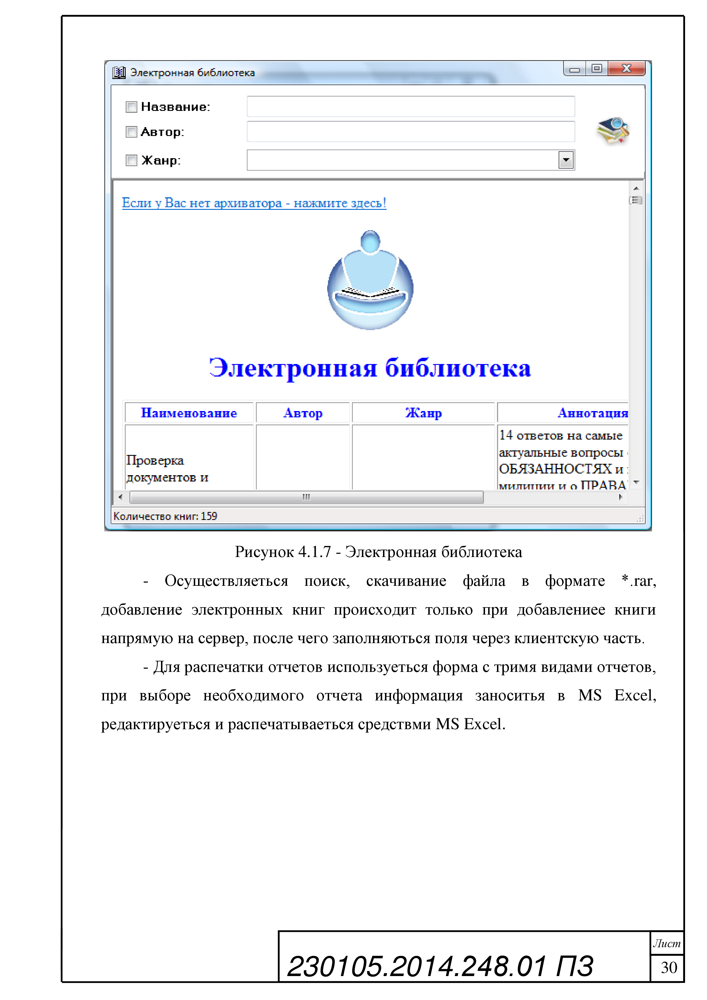 Электронная библиотека
Название:
Автор:
Жанр:
Если у Вас нет архиватора - нажмите здесь!
Электронная библиотека
Наименование Автор Жанр Аннотация
14 ответов на самые
актуальные вопросы
Проверка
ОБЯЗАННОСТЯХ и
документов и
милиции и о ПРАВА
Количество книг: 159
Рисунок 4.1.7 - Электронная библиотека
- Осуществляеться поиск, скачивание файла в формате *.rar,
добавление электронных книг происходит только при добавлениее книги
напрямую на сервер, после чего заполняються поля через клиентскую часть.
- Для распечатки отчетов используеться форма с тримя видами отчетов,
при выборе необходимого отчета информация заноситья в MS Excel,
редактируеться и распечатываеться средствми MS Excel.
Лист
230105.2014.248.01 ПЗ
30